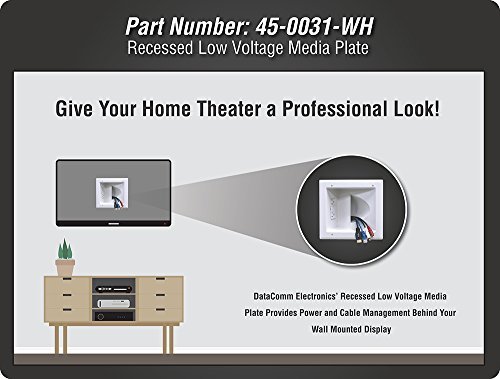 Part Number: 45-0031-WH
Recessed Low Voltage Media Plate
Give Your Home Theater a Professional Look!
DataComm Electronics' Recessed Low Voltage Media
Plate Provides Power and Cable Management Behind Your
Wall Mounted Display